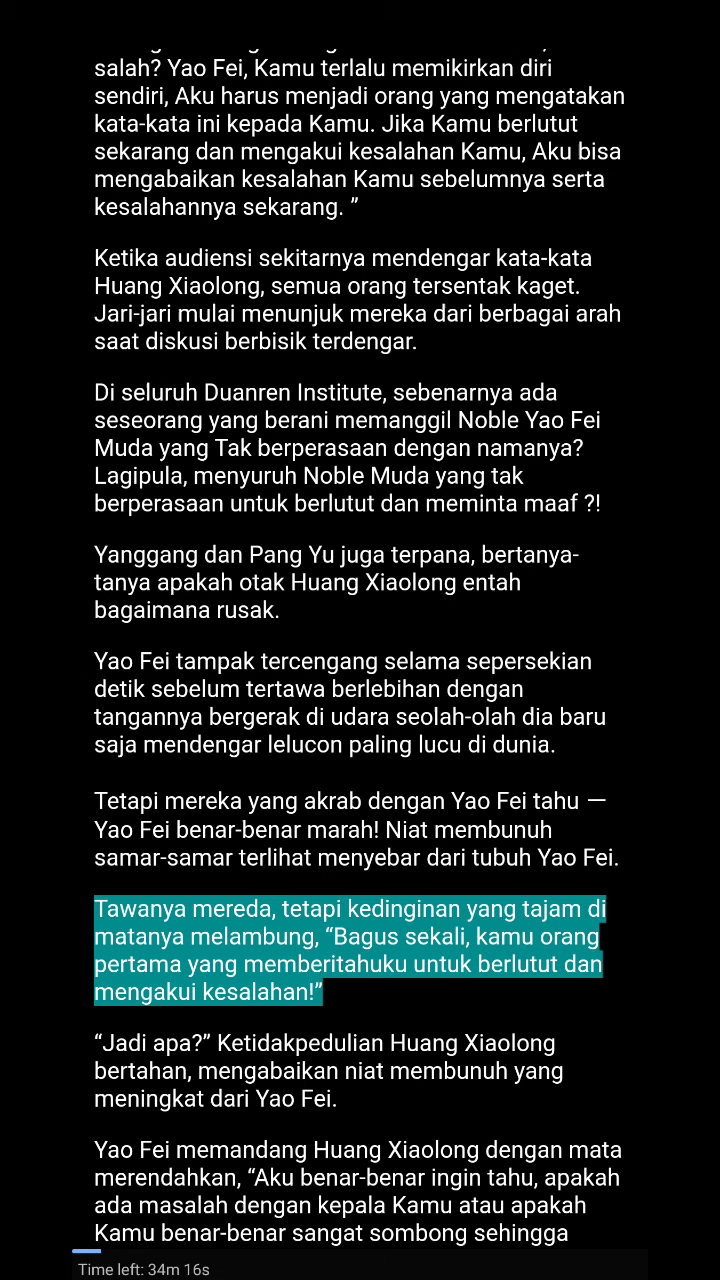 salah? Yao Fei, Kamu terlalu memikirkan diri
sendiri, Aku harus menjadi orang yang mengatakan
kata-kata ini kepada Kamu. Jika Kamu berlutut
sekarang dan mengakui kesalahan Kamu, Aku bisa
mengabaikan kesalahan Kamu sebelumnya serta
kesalahannya sekarang. ”
Ketika audiensi sekitarnya mendengar kata-kata
Huang Xiaolong, semua orang tersentak kaget.
Jari-jari mulai menunjuk mereka dari berbagai arah
saat diskusi berbisik terdengar.
Di seluruh Duanren Institute, sebenarnya ada
seseorang yang berani memanggil Noble Yao Fei
Muda yang Tak berperasaan dengan namanya?
Lagipula, menyuruh Noble Muda yang tak
berperasaan untuk berlutut dan meminta maaf ?!
Yanggang dan Pang Yu juga terpana, bertanya-
tanya apakah otak Huang Xiaolong entah
bagaimana rusak.
Yao Fei tampak tercengang selama sepersekian
detik sebelum tertawa berlebihan dengan
tangannya bergerak di udara seolah-olah dia baru
saja mendengar lelucon paling lucu di dunia.
Tetapi mereka yang akrab dengan Yao Fei tahu —
Yao Fei benar-benar marah! Niat membunuh
samar-samar terlihat menyebar dari tubuh Yao Fei.
Tawanya mereda, tetapi kedinginan yang tajam di
matanya melambung, “Bagus sekali, kamu orang
pertama yang memberitahuku untuk berlutut dan
mengakui kesalahan!”
“Jadi apa?” Ketidakpedulian Huang Xiaolong
bertahan, mengabaikan niat membunuh yang
meningkat dari Yao Fei.
Yao Fei memandang Huang Xiaolong dengan mata
merendahkan, “Aku benar-benar ingin tahu, apakah
ada masalah dengan kepala Kamu atau apakah
Kamu benar-benar sangat sombong sehingga
Time left: 34m 16s